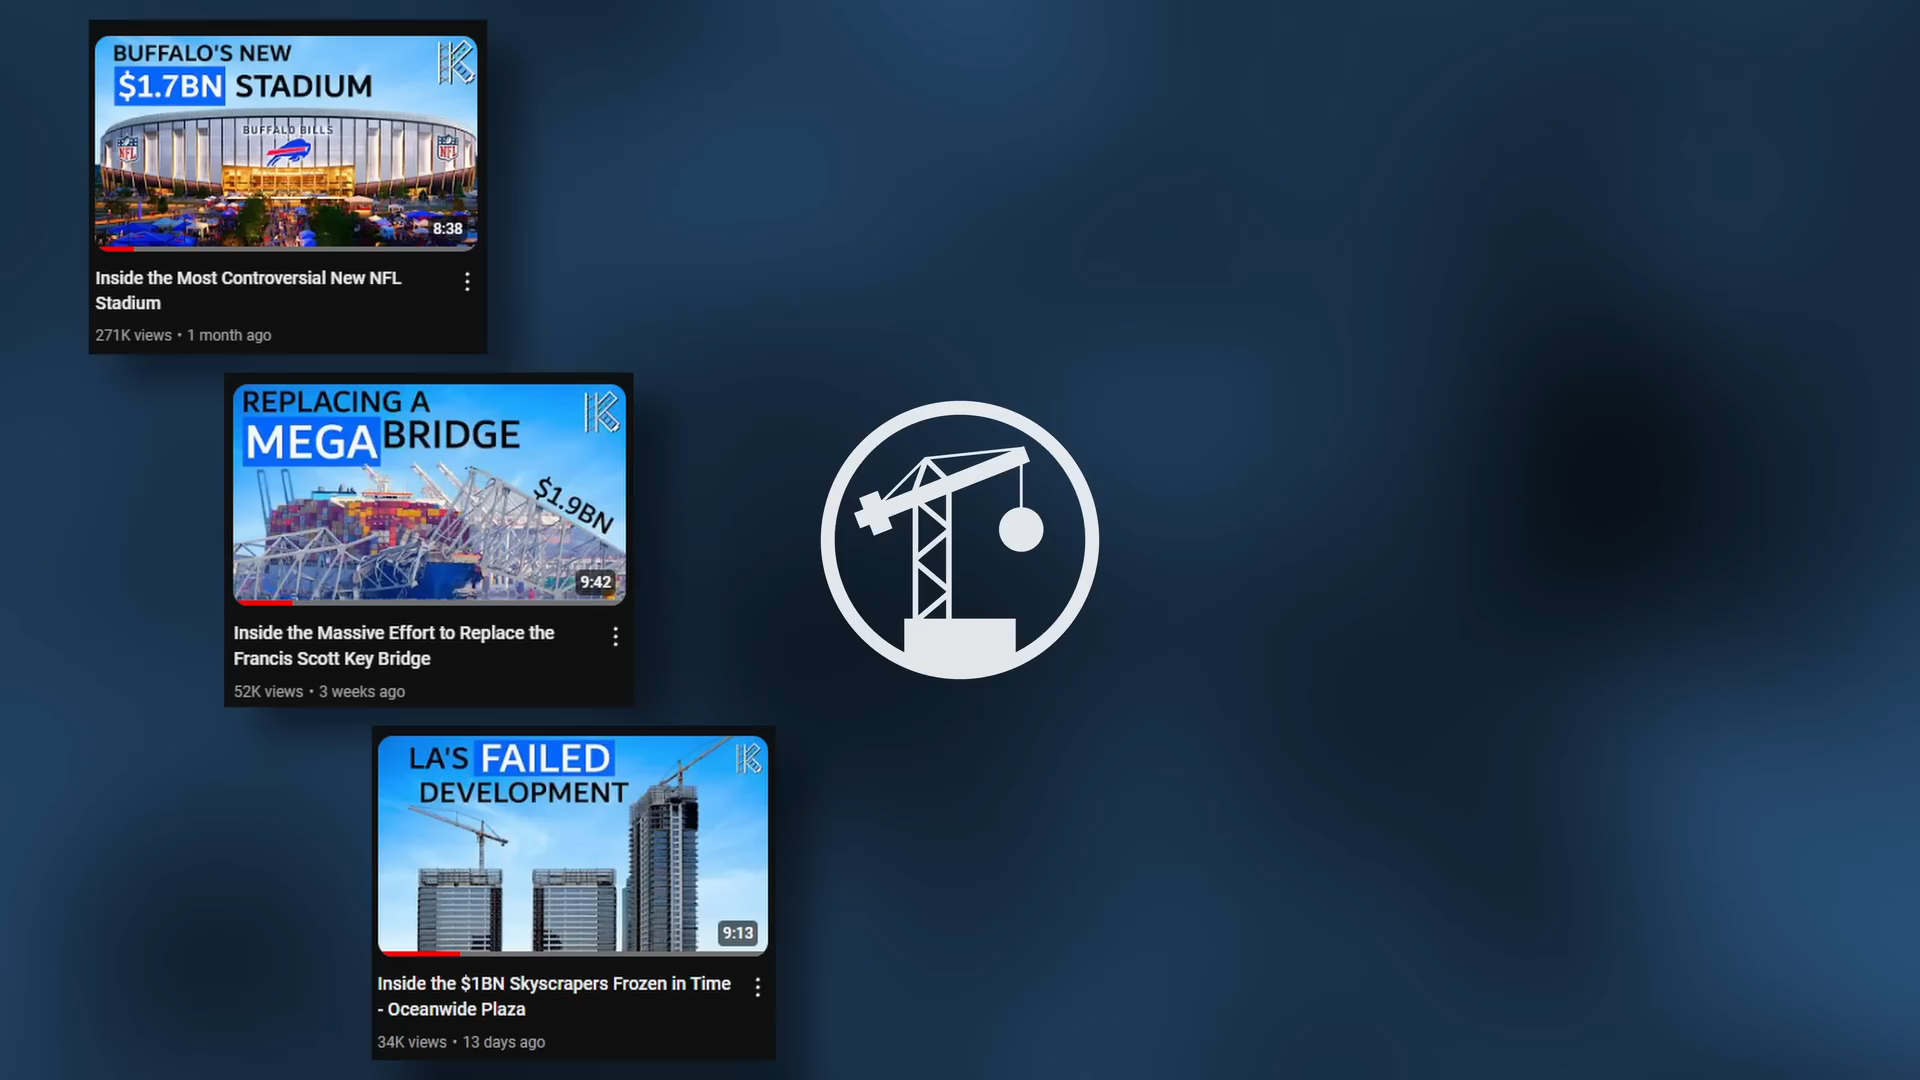 BUFFALO'S NEW
$1.7BN STADIUM
BUFFALO BILLS
NFL
NFL
8:38
Inside the Most Controversial New NFL
Stadium
271K views • 1 month ago
REPLACING A
MEGA BRIDGE
$1.9BN
9:42
Inside the Massive Effort to Replace the
Francis Scott Key Bridge
52K views • 3 weeks ago
LA'S FAILED
DEVELOPMENT
9:13
Inside the $1BN Skyscrapers Frozen in Time
- Oceanwide Plaza
34K views • 13 days ago